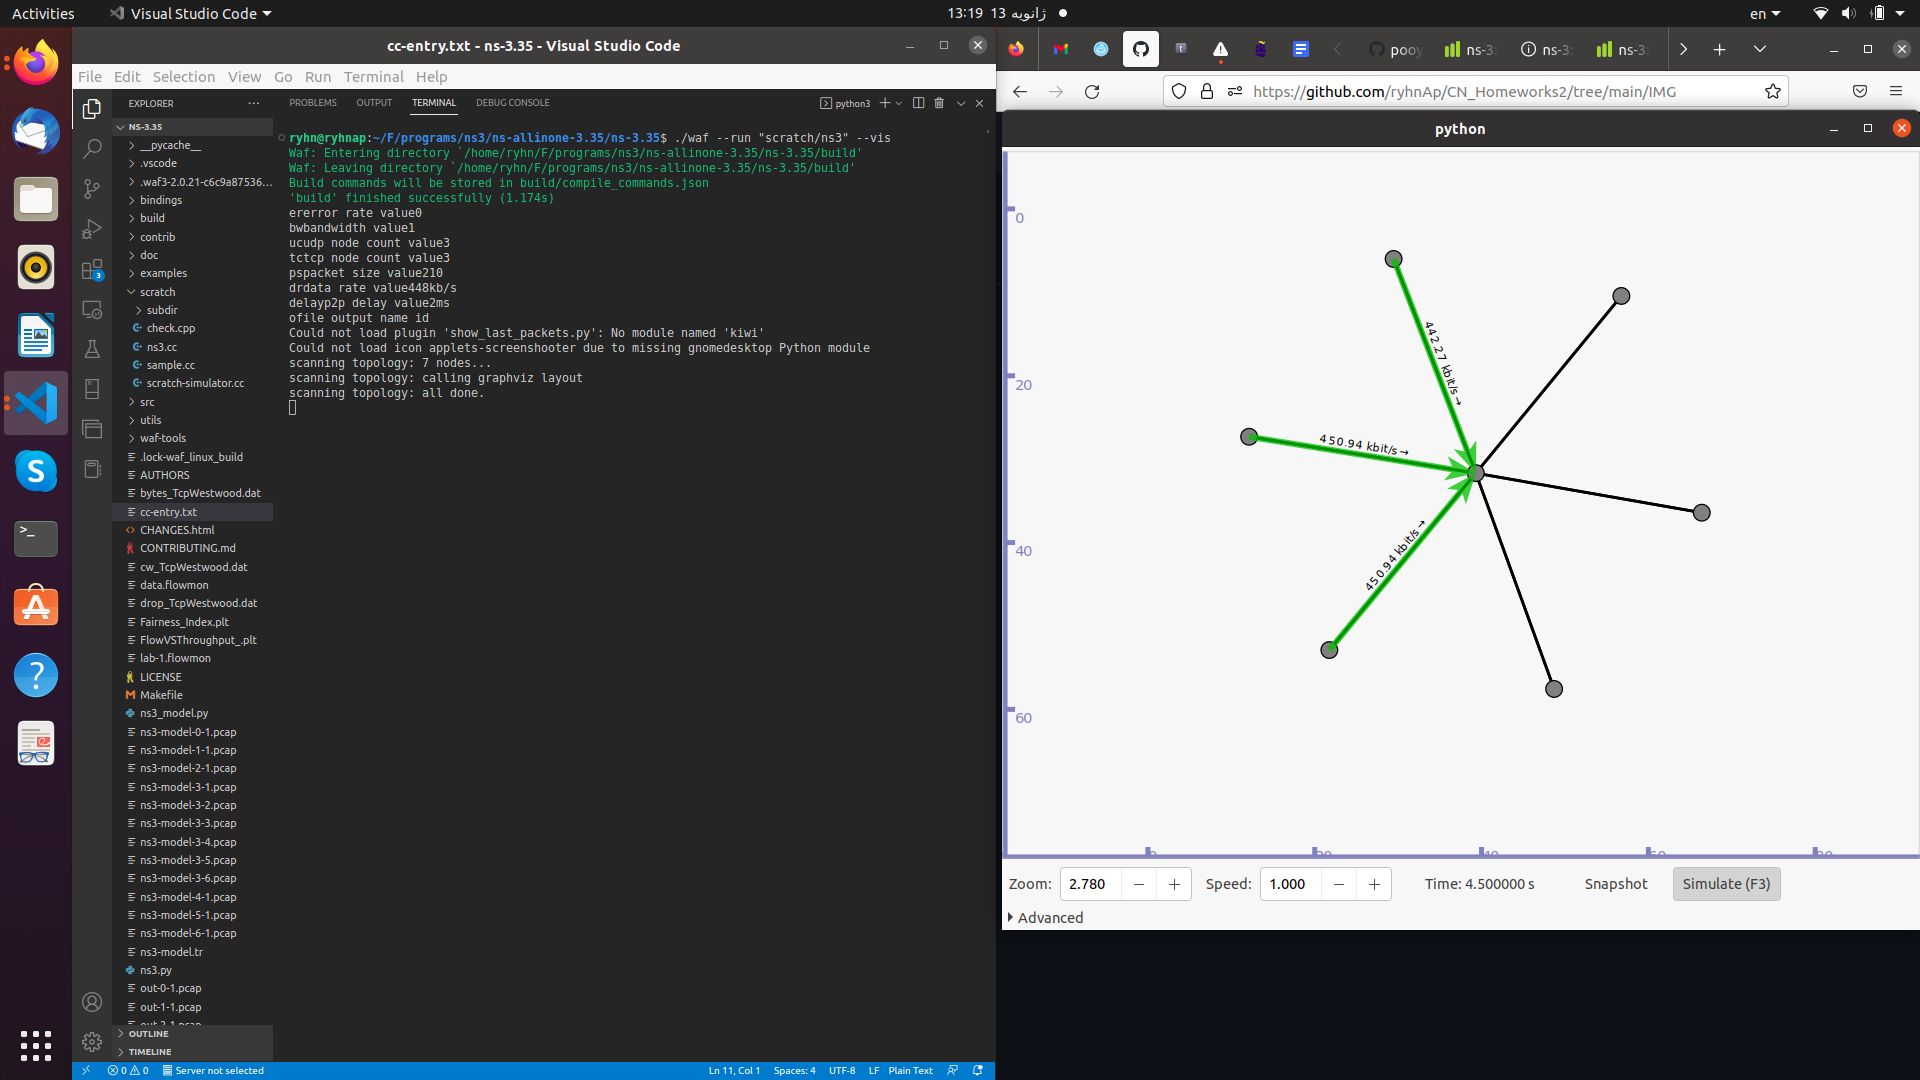 Activities
Visual Studio Code
13:19 ژانویه 13
en
cc-entry.txt - ns-3.35 - Visual Studio Code
File Edit Selection View Go Run Terminal Help
EXPLORER
NS-3.35
__pycache__
.vscode
.waf3-2.0.21-c6c9a87536...
bindings
build
contrib
doc
examples
scratch
subdir
check.cpp
ns3.cc
sample.cc
scratch-simulator.cc
src
utils
waf-tools
.lock-waf_linux_build
AUTHORS
bytes_TcpWestwood.dat
cc-entry.txt
CHANGES.html
CONTRIBUTING.md
cw_TcpWestwood.dat
data.flowmon
drop_TcpWestwood.dat
Fairness_Index.plt
FlowVSThroughput_.plt
lab-1.flowmon
LICENSE
Makefile
ns3_model.py
ns3-model-0-1.pcap
ns3-model-1-1.pcap
ns3-model-2-1.pcap
ns3-model-3-1.pcap
ns3-model-3-2.pcap
ns3-model-3-3.pcap
ns3-model-3-4.pcap
ns3-model-3-5.pcap
ns3-model-3-6.pcap
ns3-model-4-1.pcap
ns3-model-5-1.pcap
ns3-model-6-1.pcap
ns3-model.tr
ns3.py
out-0-1.pcap
out-1-1.pcap
out-2-1.pcap
OUTLINE
TIMELINE
3
PROBLEMS OUTPUT TERMINAL DEBUG CONSOLE
python3
ryhn@ryhnap:~/F/programs/ns3/ns-allinone-3.35/ns-3.35$ ./waf --run "scratch/ns3" --vis
Waf: Entering directory `/home/ryhn/F/programs/ns3/ns-allinone-3.35/ns-3.35/build'
Waf: Leaving directory `/home/ryhn/F/programs/ns3/ns-allinone-3.35/ns-3.35/build'
Build commands will be stored in build/compile_commands.json
'build' finished successfully (1.174s)
ererror rate value0
bwbandwidth value1
ucudp node count value3
tctcp node count value3
pspacket size value210
drdata rate value448kb/s
delayp2p delay value2ms
ofile output name id
Could not load plugin 'show_last_packets.py': No module named 'kiwi'
Could not load icon applets-screenshooter due to missing gnomedesktop Python module
scanning topology: 7 nodes...
scanning topology: calling graphviz layout
scanning topology: all done.
0 0
Server not selected
Ln 11, Col 1 Spaces: 4 UTF-8 LF Plain Text
pooy
ns-3
ns-3
ns-3
https://github.com/ryhnAp/CN_Homeworks2/tree/main/IMG
python
0
20
40
60
442.27 kbit/s→
450.94 kbit/s→
450.94 kbit/s→
0 20 40 60 80
Zoom: 2.780 − + Speed: 1.000 − + Time: 4.500000 s Snapshot Simulate (F3)
Advanced